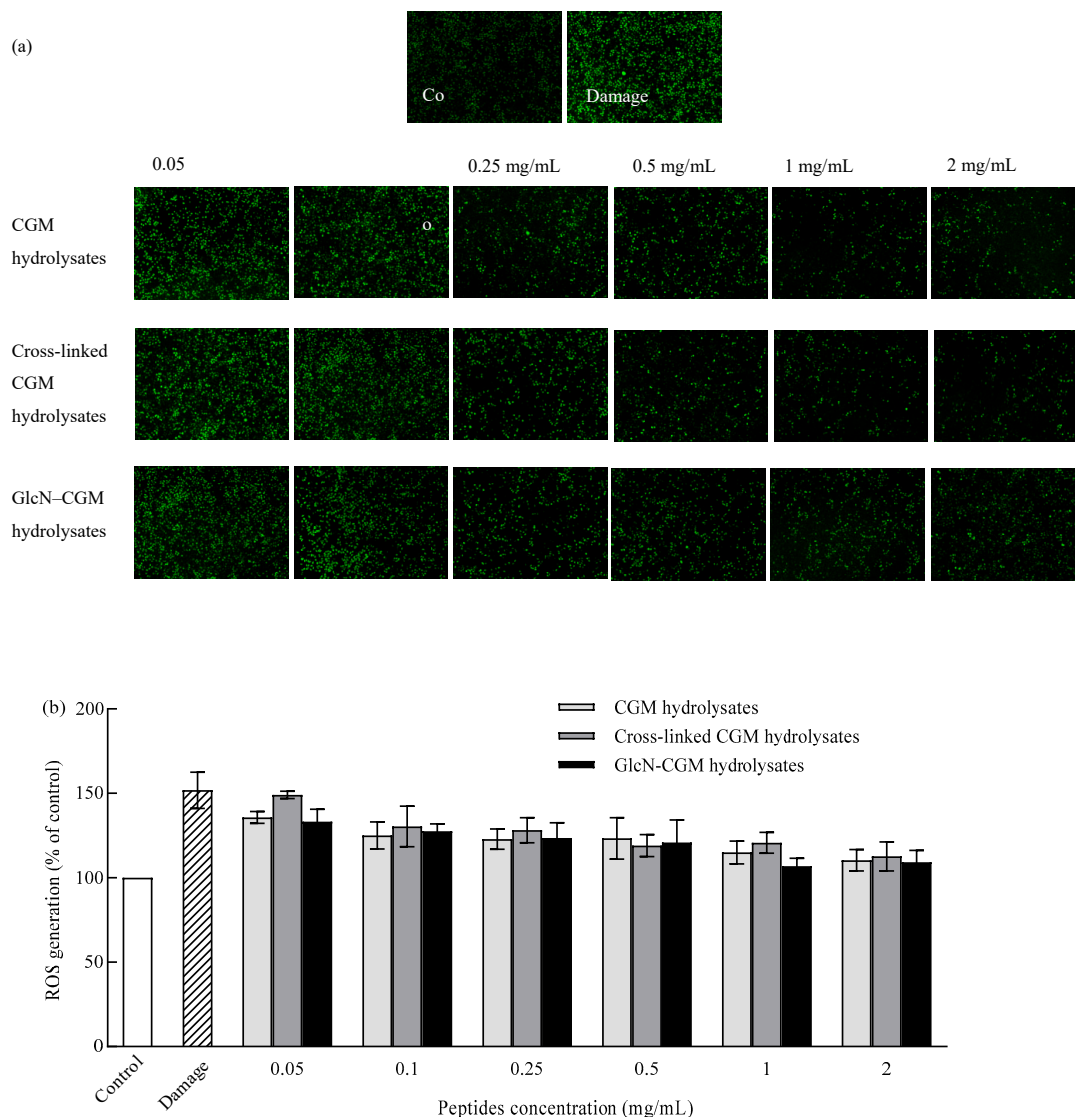 (a)
Co
Damage
0.05
0.25 mg/mL
0.5 mg/mL
1 mg/mL
2 mg/mL
CGM
hydrolysates
o
Cross-linked
CGM
hydrolysates
GlcN–CGM
hydrolysates
(b)
CGM hydrolysates
Cross-linked CGM hydrolysates
GlcN-CGM hydrolysates
ROS generation (% of control)
200
150
100
50
0
Control
Damage
0.05
0.1
0.25
0.5
1
2
Peptides concentration (mg/mL)